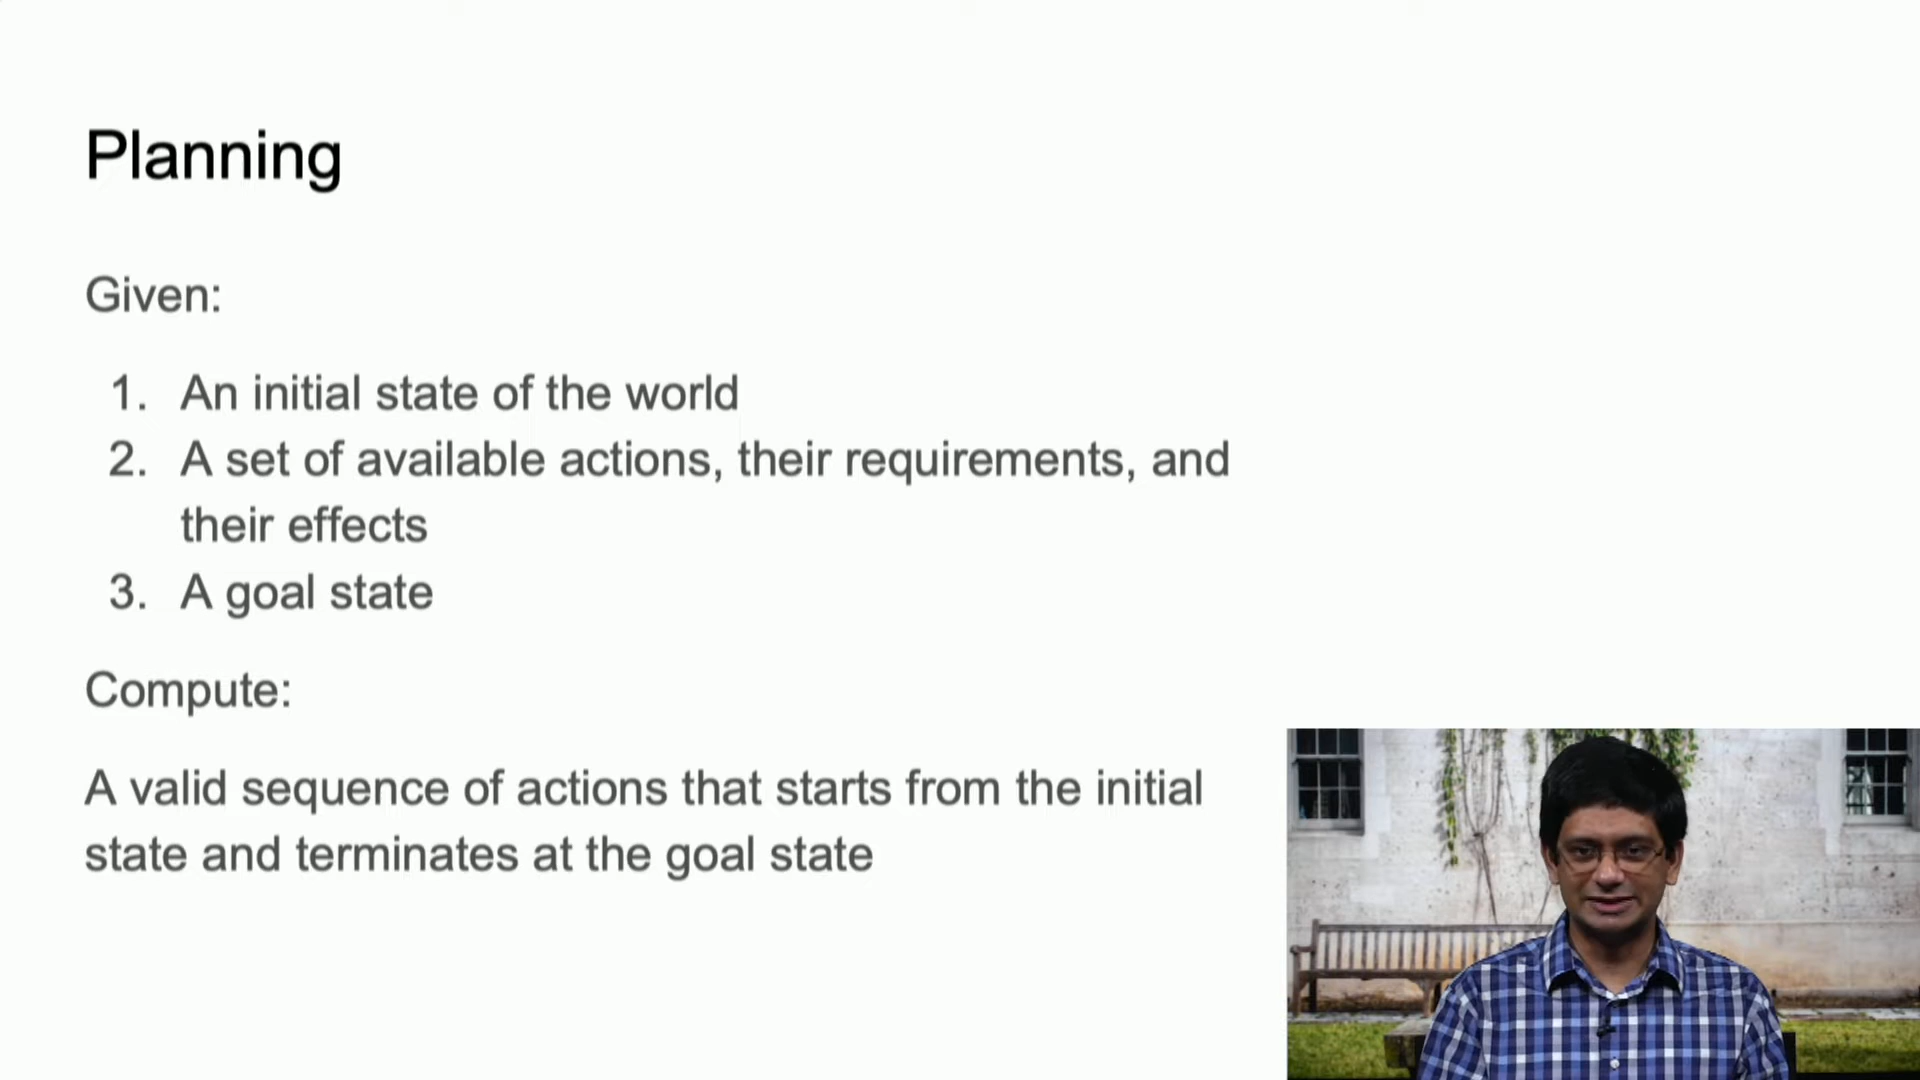 Planning
Given:
1. An initial state of the world
2. A set of available actions, their requirements, and
their effects
3. A goal state
Compute:
A valid sequence of actions that starts from the initial
state and terminates at the goal state